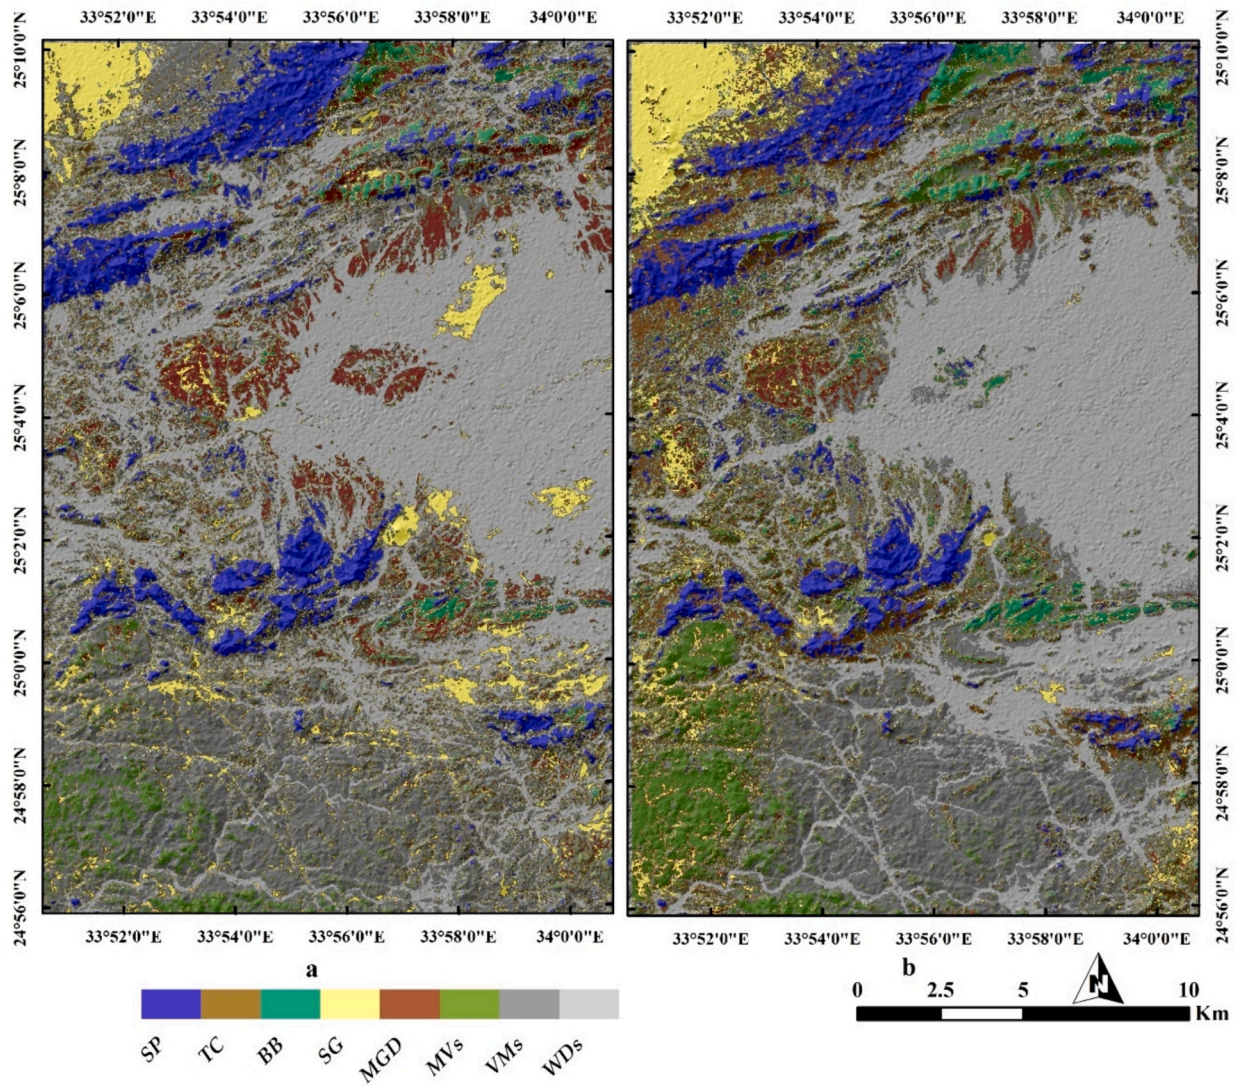 33°52'0"E 33°54'0"E 33°56'0"E 33°58'0"E 34°0'0"E 33°52'0"E 33°54'0"E 33°56'0"E 33°58'0"E 34°0'0"E
25°10'0"N 25°10'0"N
25°8'0"N 25°8'0"N
25°6'0"N 25°6'0"N
25°4'0"N 25°4'0"N
25°2'0"N 25°2'0"N
25°0'0"N 25°0'0"N
24°58'0"N 24°58'0"N
24°56'0"N 24°56'0"N
33°52'0"E 33°54'0"E 33°56'0"E 33°58'0"E 34°0'0"E 33°52'0"E 33°54'0"E 33°56'0"E 33°58'0"E 34°0'0"E
a b
N
0 2.5 5 10
Km
SP TC BB SG MGD MVs VMs WDs